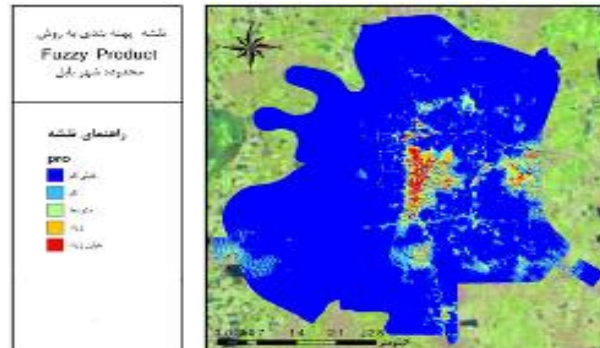 نقشه پهنه بندی به روش
Fuzzy Product
محدوده شهر بابل
راهنمای نقشه
pro
خیلی کم
کم
متوسط
زیاد
خیلی زیاد